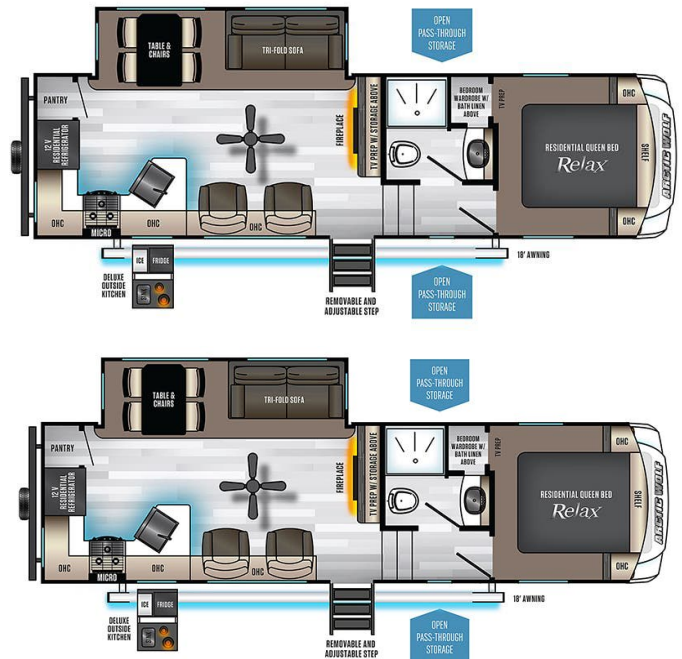 TABLE &
CHAIRS
TRI-FOLD SOFA
OPEN
PASS-THROUGH
STORAGE
PANTRY
12 V
RESIDENTIAL
REFRIGERATOR
FIREPLACE
TV PREP W/ STORAGE ABOVE
BEDROOM
WARDROBE W/
BATH LINEN
ABOVE
TV PREP
RESIDENTIAL QUEEN BED
Relax
OHC
SHELF
OHC
ARCTIC WOLF
OHC
MICRO
OHC
OHC
18' AWNING
ICE
FRIDGE
DELUXE
OUTSIDE
KITCHEN
REMOVABLE AND
ADJUSTABLE STEP
OPEN
PASS-THROUGH
STORAGE
OPEN
PASS-THROUGH
STORAGE
TABLE &
CHAIRS
TRI-FOLD SOFA
PANTRY
12 V
RESIDENTIAL
REFRIGERATOR
FIREPLACE
TV PREP W/ STORAGE ABOVE
BEDROOM
WARDROBE W/
BATH LINEN
ABOVE
TV PREP
RESIDENTIAL QUEEN BED
Relax
OHC
SHELF
OHC
ARCTIC WOLF
OHC
MICRO
OHC
OHC
18' AWNING
ICE
FRIDGE
DELUXE
OUTSIDE
KITCHEN
REMOVABLE AND
ADJUSTABLE STEP
OPEN
PASS-THROUGH
STORAGE